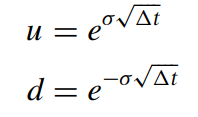 u = e^{σ√Δt}
d = e^{-σ√Δt}